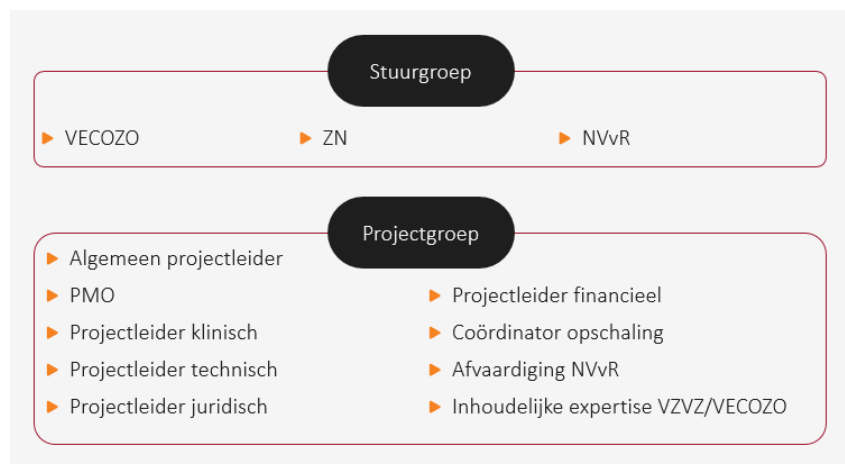 Stuurgroep
VECOZO
ZN
NVvR
Projectgroep
Algemeen projectleider
PMO
Projectleider klinisch
Projectleider technisch
Projectleider juridisch
Projectleider financieel
Coördinator opschaling
Afvaardiging NVvR
Inhoudelijke expertise VZVZ/VECOZO